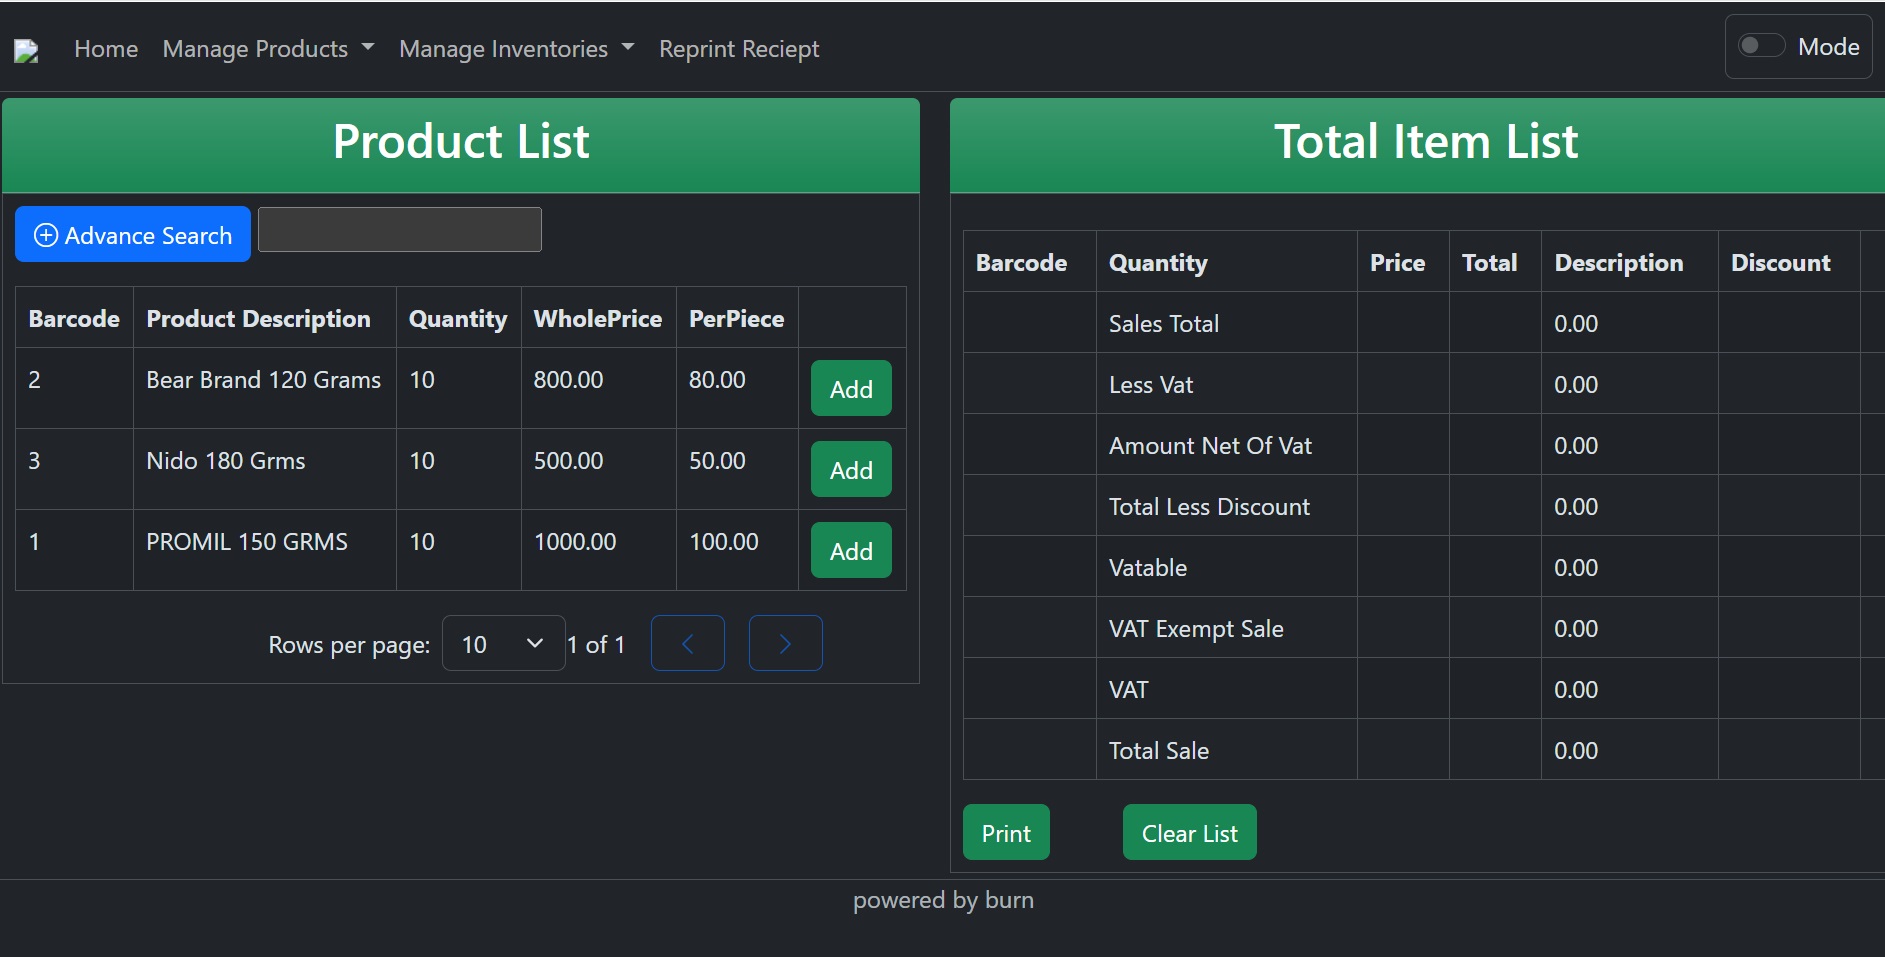 Home Manage Products Manage Inventories Reprint Reciept Mode
Product List
Advance Search
Barcode Product Description Quantity WholePrice PerPiece
2 Bear Brand 120 Grams 10 800.00 80.00 Add
3 Nido 180 Grms 10 500.00 50.00 Add
1 PROMIL 150 GRMS 10 1000.00 100.00 Add
Rows per page: 10 1 of 1
Total Item List
Barcode Quantity Price Total Description Discount
Sales Total 0.00
Less Vat 0.00
Amount Net Of Vat 0.00
Total Less Discount 0.00
Vatable 0.00
VAT Exempt Sale 0.00
VAT 0.00
Total Sale 0.00
Print Clear List
powered by burn